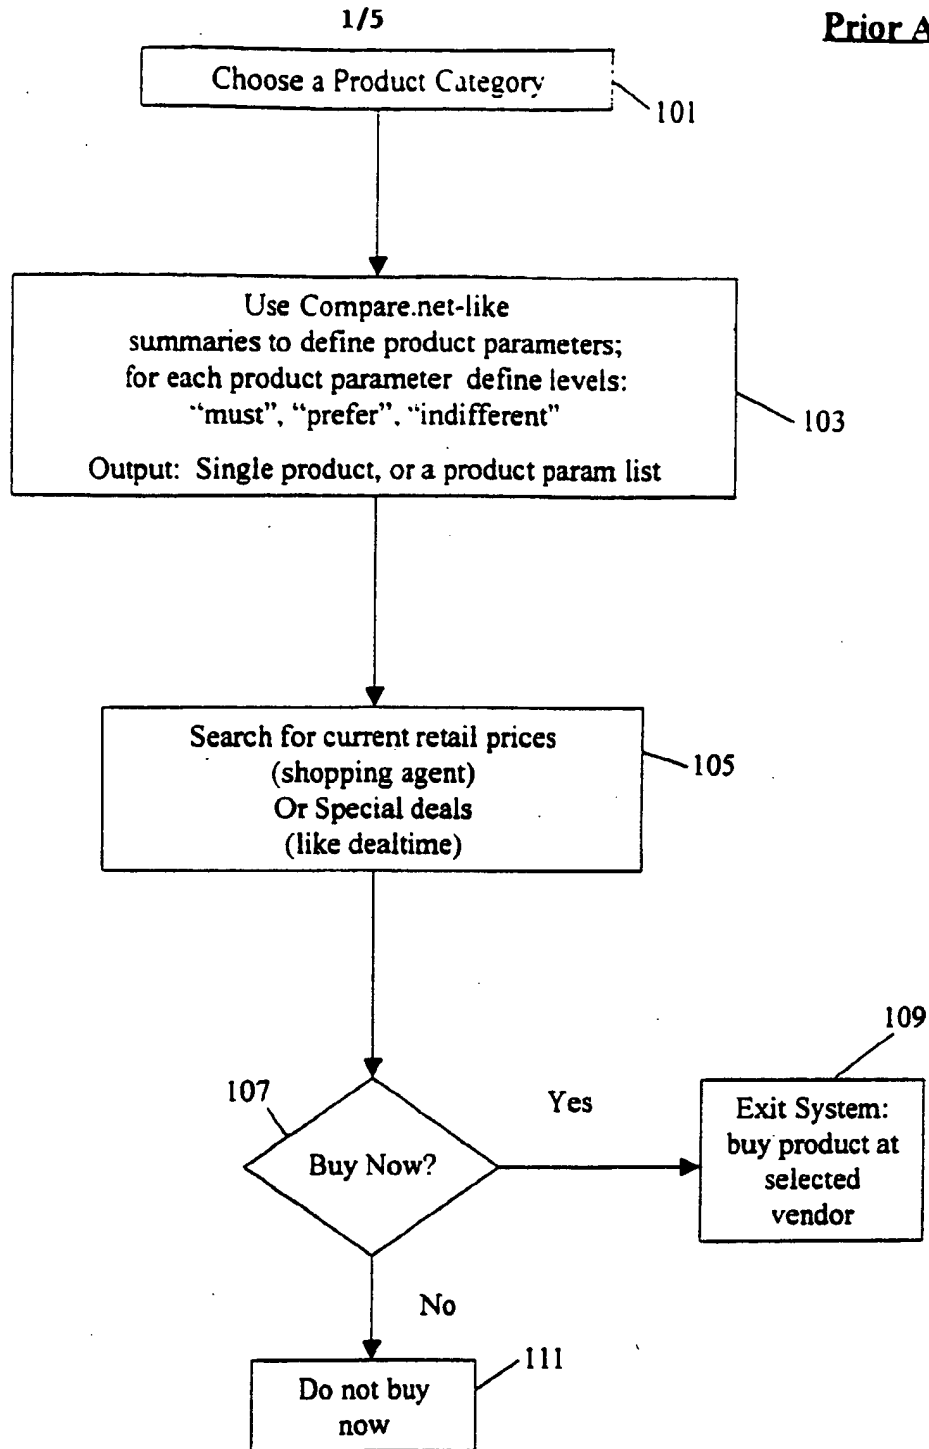 1/5
Prior A
Choose a Product Category
101
Use Compare.net-like
summaries to define product parameters;
for each product parameter define levels:
“must”, “prefer”, “indifferent”
Output: Single product, or a product param list
103
Search for current retail prices
(shopping agent)
Or Special deals
(like dealtime)
105
107
Buy Now?
Yes
109
Exit System:
buy product at
selected
vendor
No
111
Do not buy
now